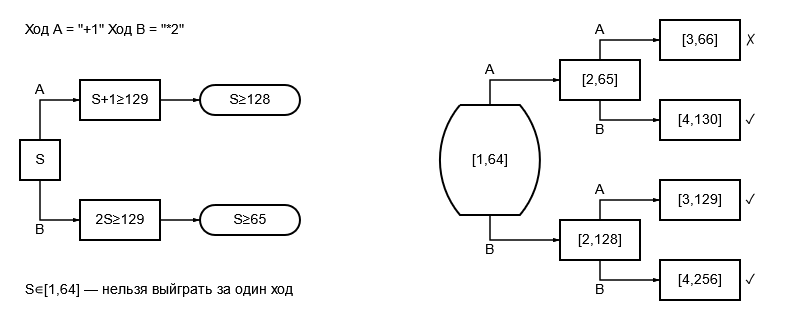 Ход A = "+1" Ход B = "*2"
A
S+1≥129
S≥128
S
2S≥129
S≥65
B
S∈[1,64] — нельзя выйграть за один ход
A
[3,66] ✗
A
[2,65]
B
[4,130] ✓
[1,64]
A
[3,129] ✓
B
[2,128]
B
[4,256] ✓